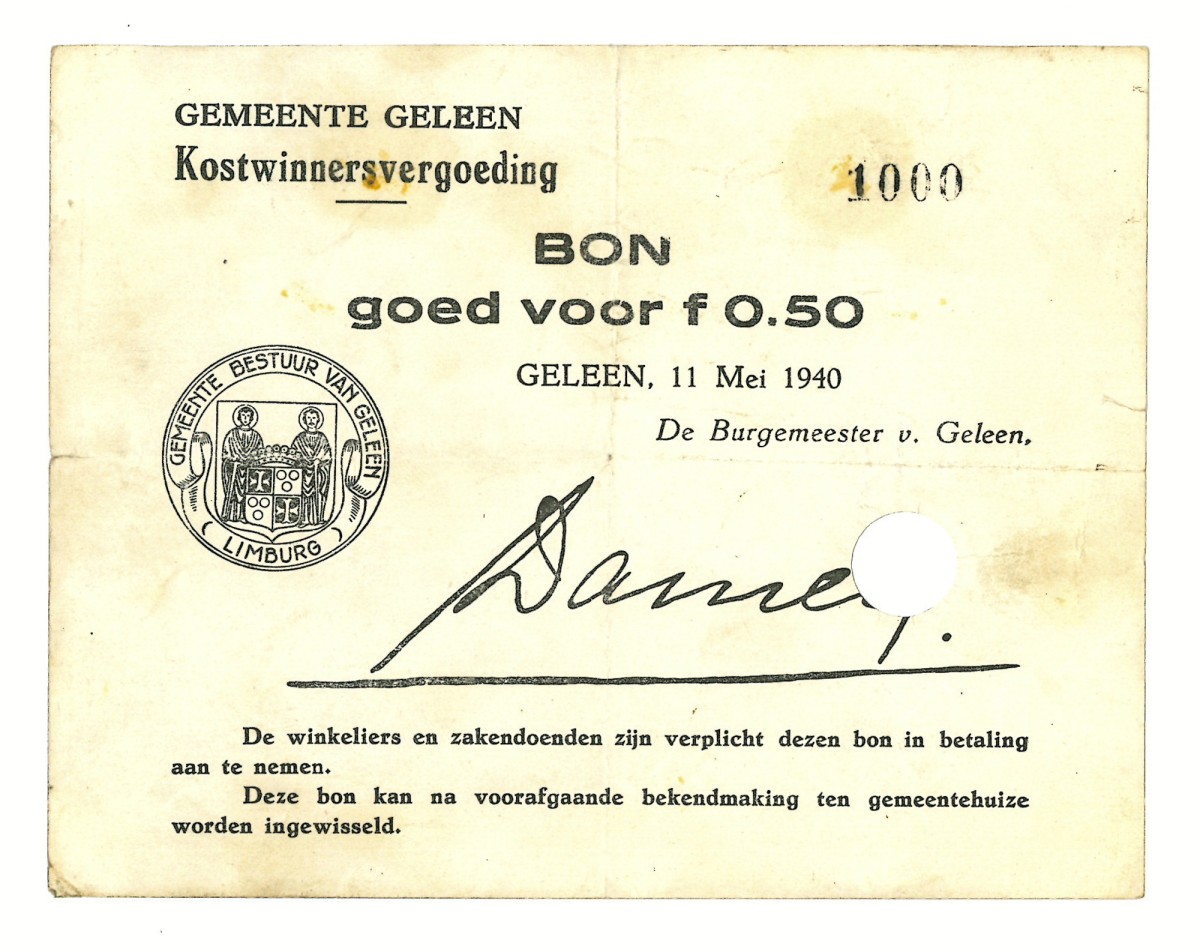 GEMEENTE GELEEN
Kostwinnersvergoeding
1000
BON
goed voor f 0.50
GEMEENTE BESTUUR VAN GELEEN
(LIMBURG)
GELEEN, 11 Mei 1940
De Burgemeester v. Geleen,
De winkeliers en zakendoenden zijn verplicht dezen bon in betaling
aan te nemen.
Deze bon kan na voorafgaande bekendmaking ten gemeentehuize
worden ingewisseld.